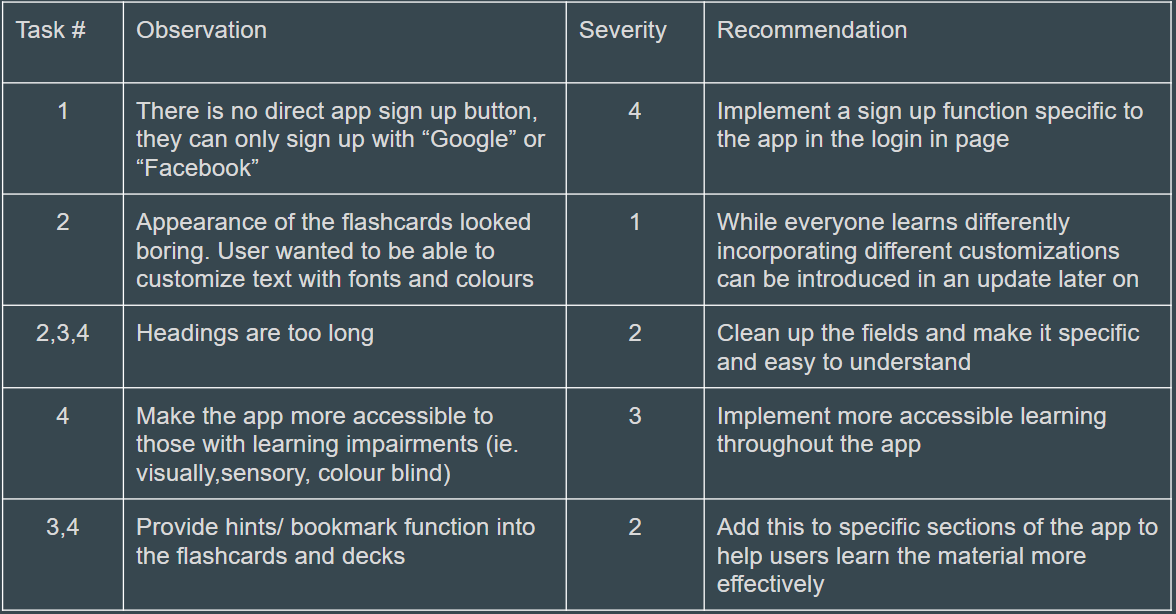 Task # Observation Severity Recommendation
1 There is no direct app sign up button, 4 Implement a sign up function specific to
they can only sign up with “Google” or the app in the login in page
“Facebook”
2 Appearance of the flashcards looked 1 While everyone learns differently
boring. User wanted to be able to incorporating different customizations
customize text with fonts and colours can be introduced in an update later on
2,3,4 Headings are too long 2 Clean up the fields and make it specific
and easy to understand
4 Make the app more accessible to 3 Implement more accessible learning
those with learning impairments (ie. throughout the app
visually,sensory, colour blind)
3,4 Provide hints/ bookmark function into 2 Add this to specific sections of the app to
the flashcards and decks help users learn the material more
effectively